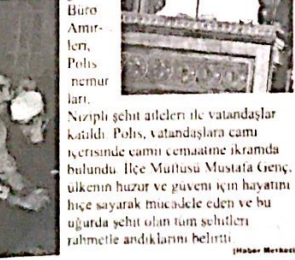 Büro
Amir-
leri,
Polis
memur
ları,
Nizipli şehit aileleri ile vatandaşlar
katıldı. Polis, vatandaşlara cami
içerisinde camii cemaatine ikramda
bulundu. İlçe Müftüsü Mustafa Genç,
ülkenin huzur ve güveni için hayatını
hiçe sayarak mücadele eden ve bu
uğurda şehit olan tüm şehitleri
rahmetle andıklarını belirtti.
(Haber Merkezi